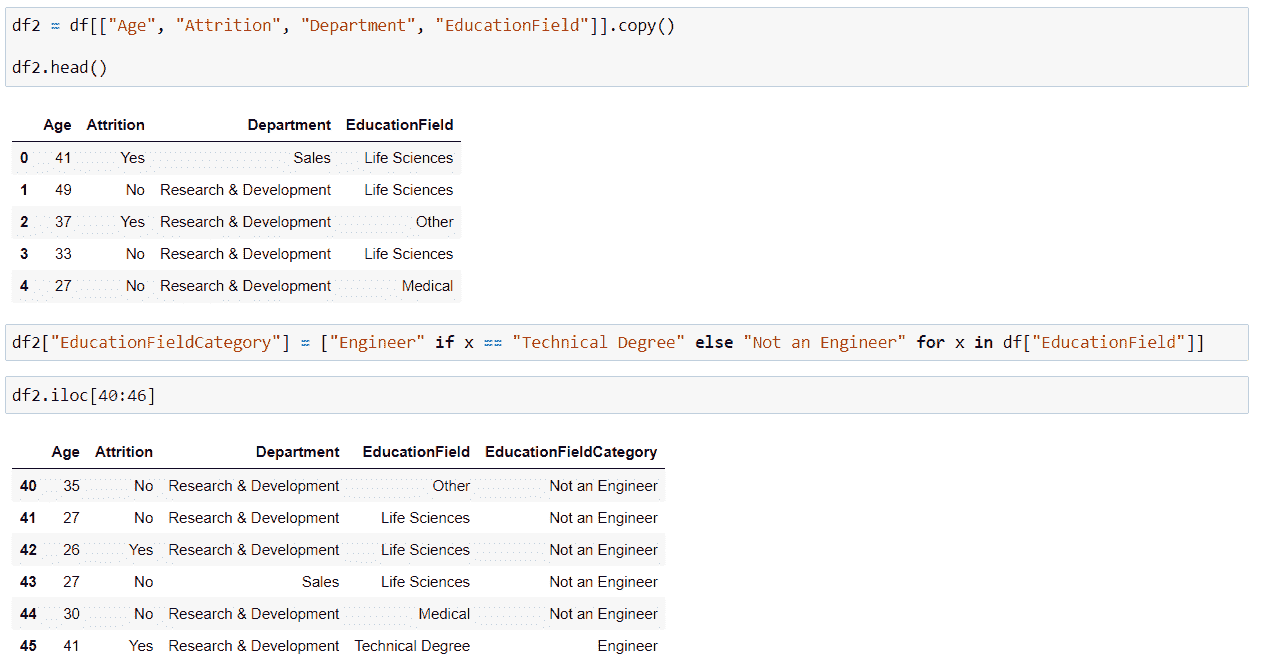 df2 = df[["Age", "Attrition", "Department", "EducationField"]].copy()
df2.head()
Age Attrition Department EducationField
0 41 Yes Sales Life Sciences
1 49 No Research & Development Life Sciences
2 37 Yes Research & Development Other
3 33 No Research & Development Life Sciences
4 27 No Research & Development Medical
df2["EducationFieldCategory"] = ["Engineer" if x == "Technical Degree" else "Not an Engineer" for x in df["EducationField"]]
df2.iloc[40:46]
Age Attrition Department EducationField EducationFieldCategory
40 35 No Research & Development Other Not an Engineer
41 27 No Research & Development Life Sciences Not an Engineer
42 26 Yes Research & Development Life Sciences Not an Engineer
43 27 No Sales Life Sciences Not an Engineer
44 30 No Research & Development Medical Not an Engineer
45 41 Yes Research & Development Technical Degree Engineer